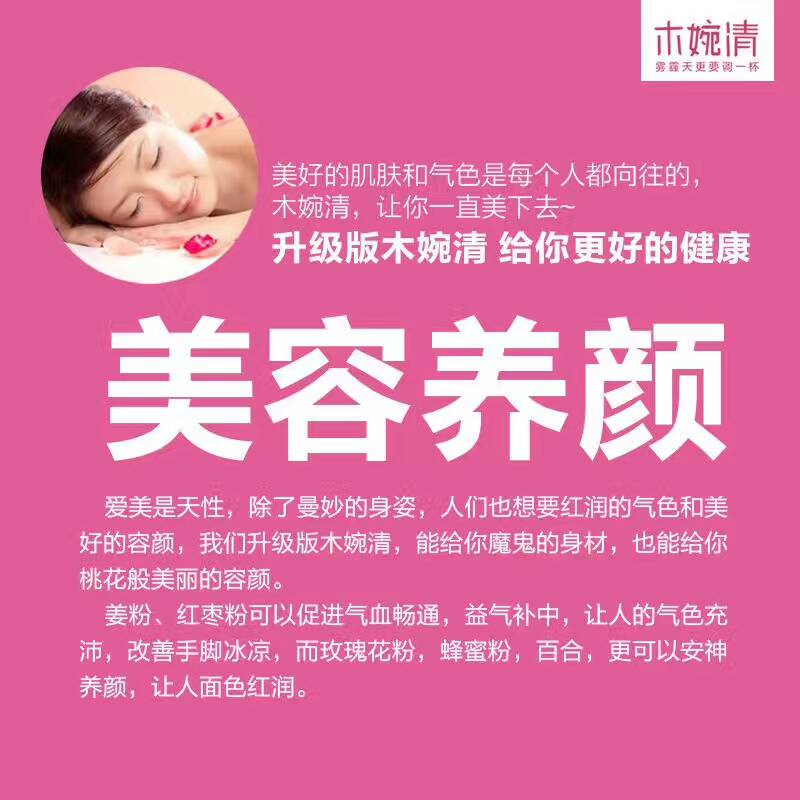 木婉清
雾霾天更要调一杯
美好的肌肤和气色是每个人都向往的，
木婉清，让你一直美下去~
升级版木婉清 给你更好的健康
美容养颜
爱美是天性，除了曼妙的身姿，人们也想要红润的气色和美
好的容颜，我们升级版木婉清，能给你魔鬼的身材，也能给你
桃花般美丽的容颜。
姜粉、红枣粉可以促进气血畅通，益气补中，让人的气色充
沛，改善手脚冰凉，而玫瑰花粉，蜂蜜粉，百合，更可以安神
养颜，让人面色红润。